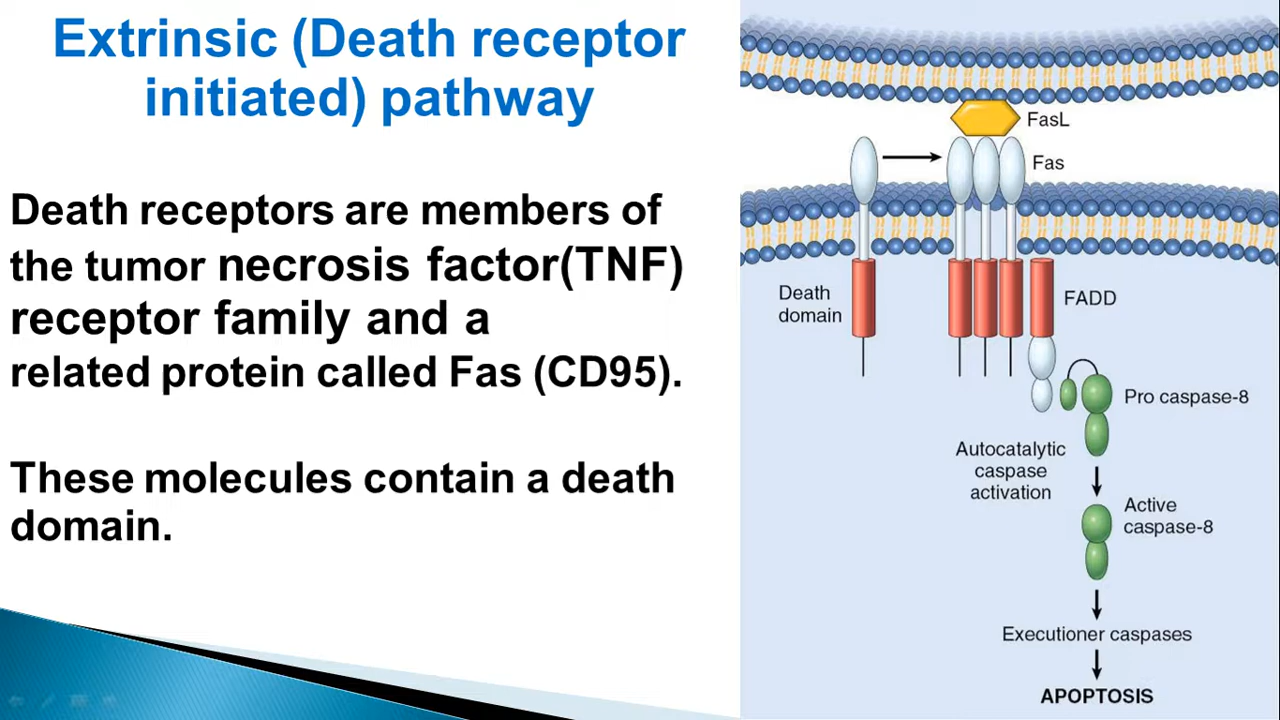 Extrinsic (Death receptor
initiated) pathway
Death receptors are members of
the tumor necrosis factor(TNF)
receptor family and a
related protein called Fas (CD95).
These molecules contain a death
domain.
FasL
Fas
Death
domain
FADD
Pro caspase-8
Autocatalytic
caspase
activation
Active
caspase-8
Executioner caspases
APOPTOSIS